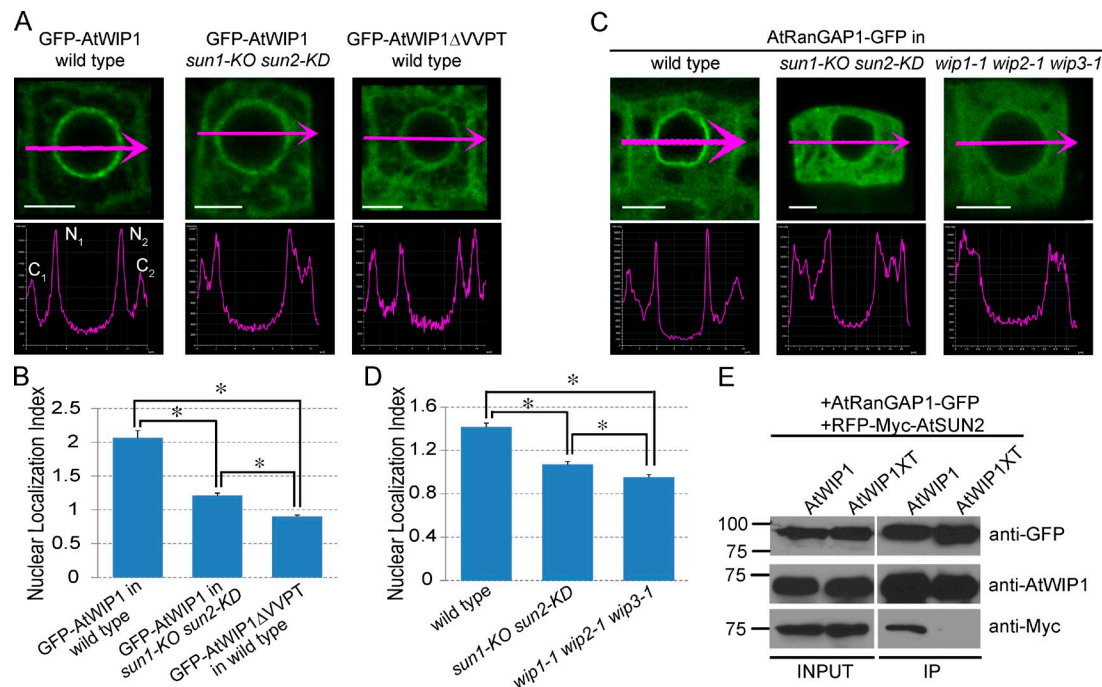 A
GFP-AtWIP1
wild type
GFP-AtWIP1
sun1-KO sun2-KD
GFP-AtWIP1ΔVVPT
wild type
C1
N1
N2
C2
B
Nuclear Localization Index
2.5
2
1.5
1
0.5
0
*
*
*
GFP-AtWIP1 in
wild type
GFP-AtWIP1 in
sun1-KO sun2-KD
GFP-AtWIP1ΔVVPT
in wild type
C
AtRanGAP1-GFP in
wild type
sun1-KO sun2-KD
wip1-1 wip2-1 wip3-1
D
Nuclear Localization Index
1.6
1.2
0.8
0.4
0
*
*
*
wild type
sun1-KO sun2-KD
wip1-1 wip2-1 wip3-1
E
+AtRanGAP1-GFP
+RFP-Myc-AtSUN2
AtWIP1
AtWIP1XT
AtWIP1
AtWIP1XT
100
75
anti-GFP
75
anti-AtWIP1
75
anti-Myc
INPUT
IP